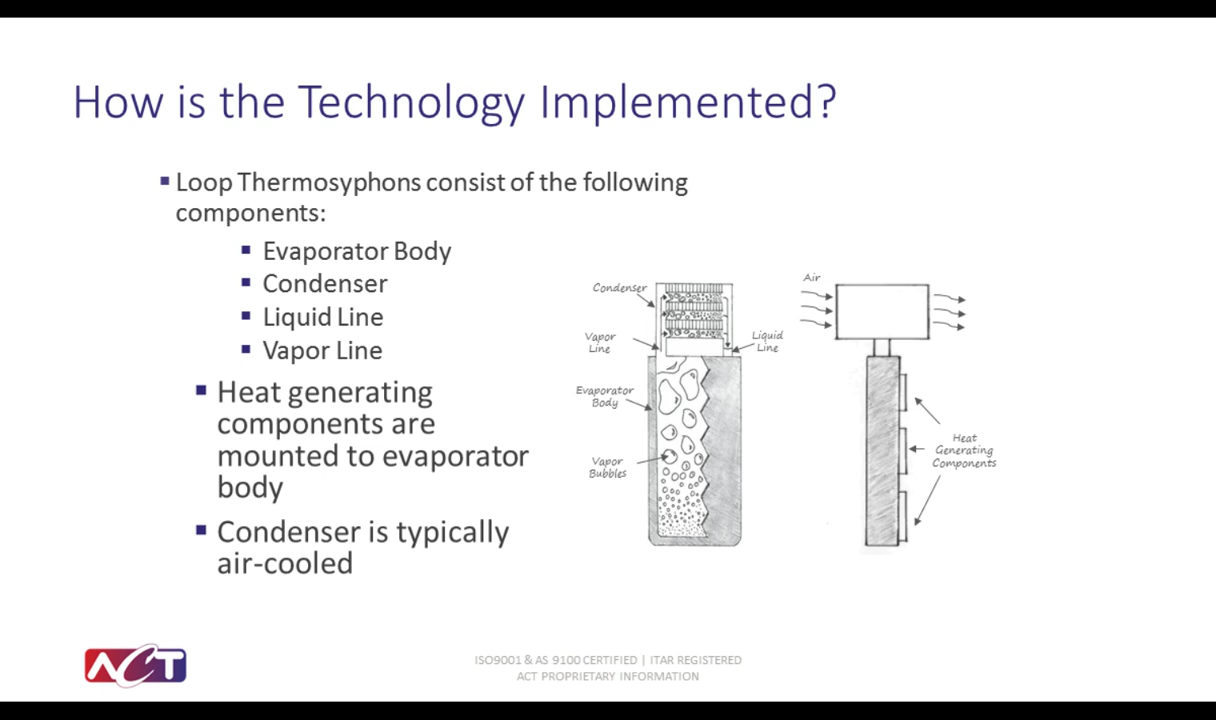 How is the Technology Implemented?
▪ Loop Thermosyphons consist of the following
components:
▪ Evaporator Body
▪ Condenser
▪ Liquid Line
▪ Vapor Line
▪ Heat generating
components are
mounted to evaporator
body
▪ Condenser is typically
air-cooled
Condenser
Vapor
Line
Liquid
Line
Evaporator
Body
Vapor
Bubbles
Air
Heat
Generating
Components
ACT
ISO9001 & AS 9100 CERTIFIED | ITAR REGISTERED
ACT PROPRIETARY INFORMATION